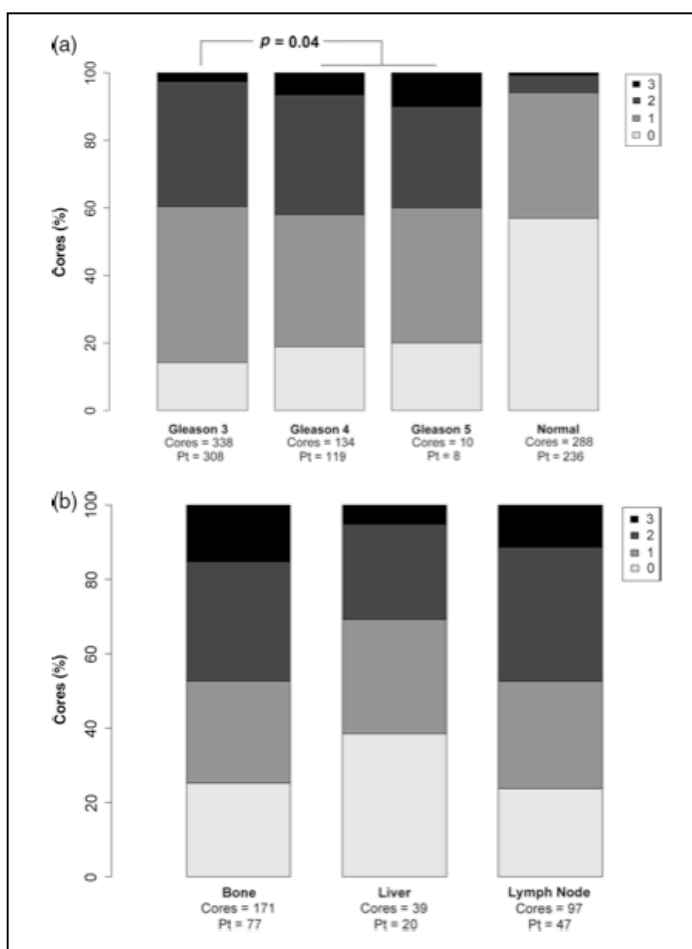 (a)
p = 0.04
100
80
60
40
20
0
Cores (%)
3
2
1
0
Gleason 3
Cores = 338
Pt = 308
Gleason 4
Cores = 134
Pt = 119
Gleason 5
Cores = 10
Pt = 8
Normal
Cores = 288
Pt = 236
(b)
100
80
60
40
20
0
Cores (%)
3
2
1
0
Bone
Cores = 171
Pt = 77
Liver
Cores = 39
Pt = 20
Lymph Node
Cores = 97
Pt = 47